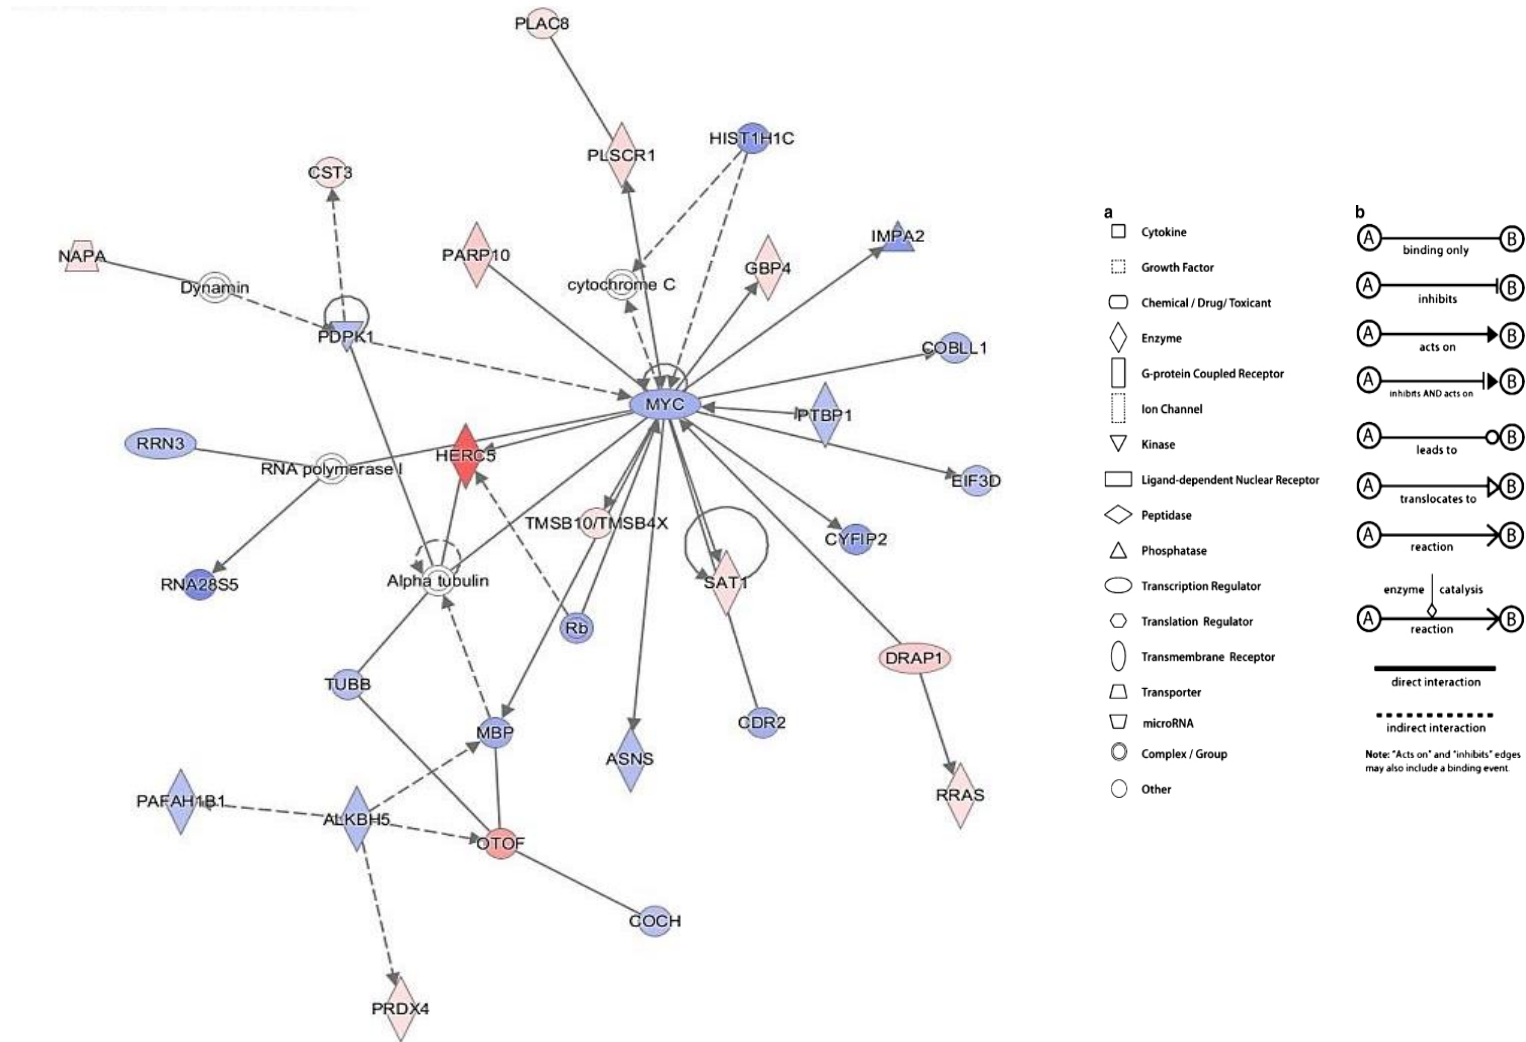 PLAC8
HIST1H1C
PLSCR1
CST3
IMPA2
NAPA
PARP10
GBP4
Dynamin
cytochrome C
PDPK1
COBLL1
MYC
PTBP1
RRN3
HERC5
RNA polymerase I
EIF3D
TMSB10/TMSB4X
CYFIP2
RNA28S5
Alpha tubulin
SAT1
Rb
DRAP1
TUBB
MBP
CDR2
ASNS
PAFAH1B1
RRAS
ALKBH5
OTOF
COCH
PRDX4
a
Cytokine
Growth Factor
Chemical / Drug/ Toxicant
Enzyme
G-protein Coupled Receptor
Ion Channel
Kinase
Ligand-dependent Nuclear Receptor
Peptidase
Phosphatase
Transcription Regulator
Translation Regulator
Transmembrane Receptor
Transporter
microRNA
Complex / Group
Other
b
A B
binding only
A B
inhibits
A B
acts on
A B
inhibits AND acts on
A B
leads to
A B
translocates to
A B
reaction
enzyme catalysis
A B
reaction
direct interaction
indirect interaction
Note: "Acts on" and "inhibits" edges
may also include a binding event.